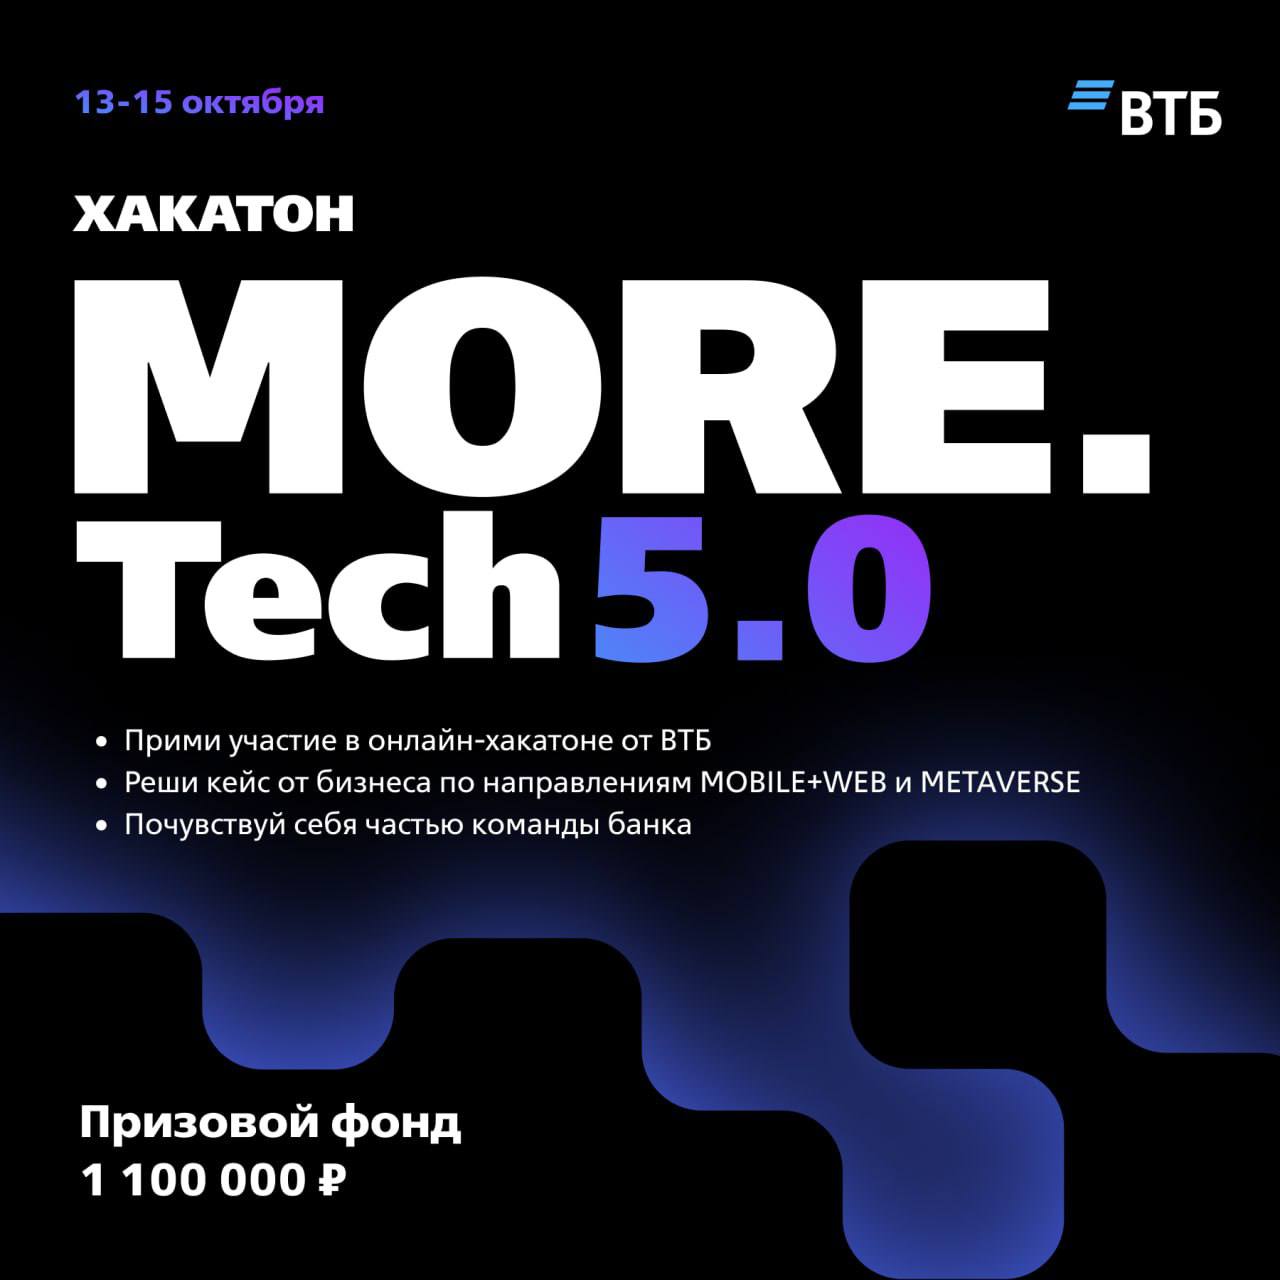 13-15 октября
ВТБ
ХАКАТОН
MORE.
Tech 5.0
• Прими участие в онлайн-хакатоне от ВТБ
• Реши кейс от бизнеса по направлениям MOBILE+WEB и METAVERSE
• Почувствуй себя частью команды банка
Призовой фонд
1 100 000 ₽